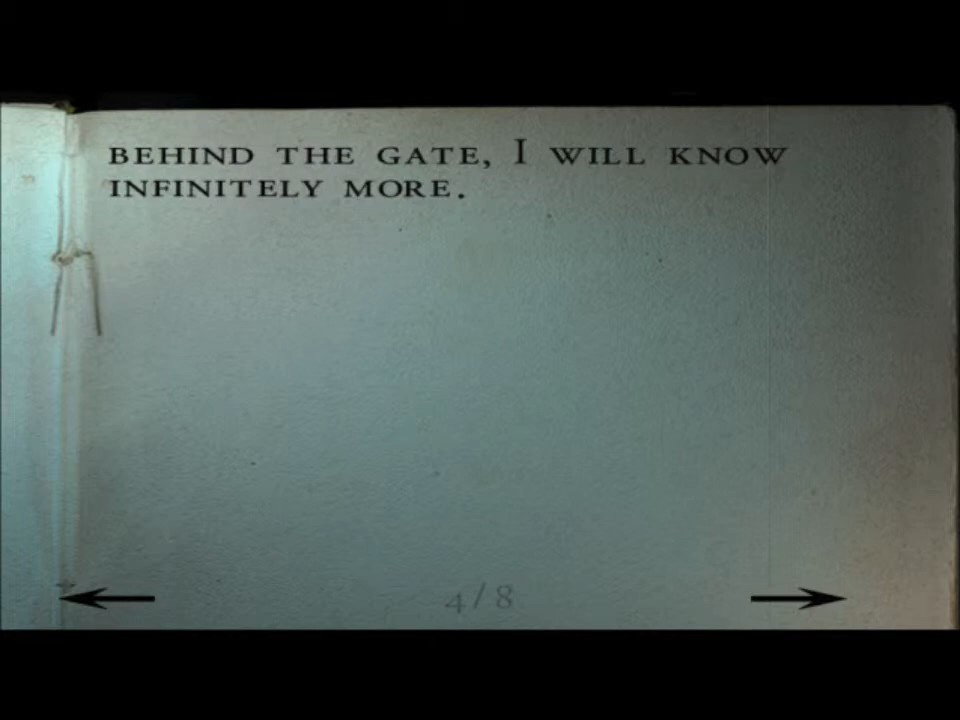 BEHIND THE GATE, I WILL KNOW
INFINITELY MORE.
4/8